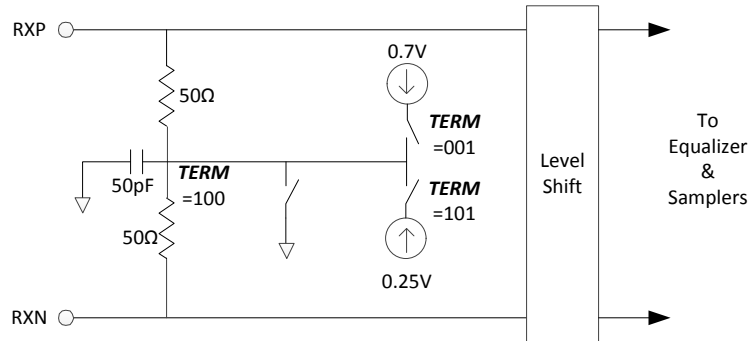 RXP
0.7V
50Ω
TERM
=001
To
Equalizer
&
Samplers
Level
Shift
50pF
TERM
=100
TERM
=101
50Ω
0.25V
RXN